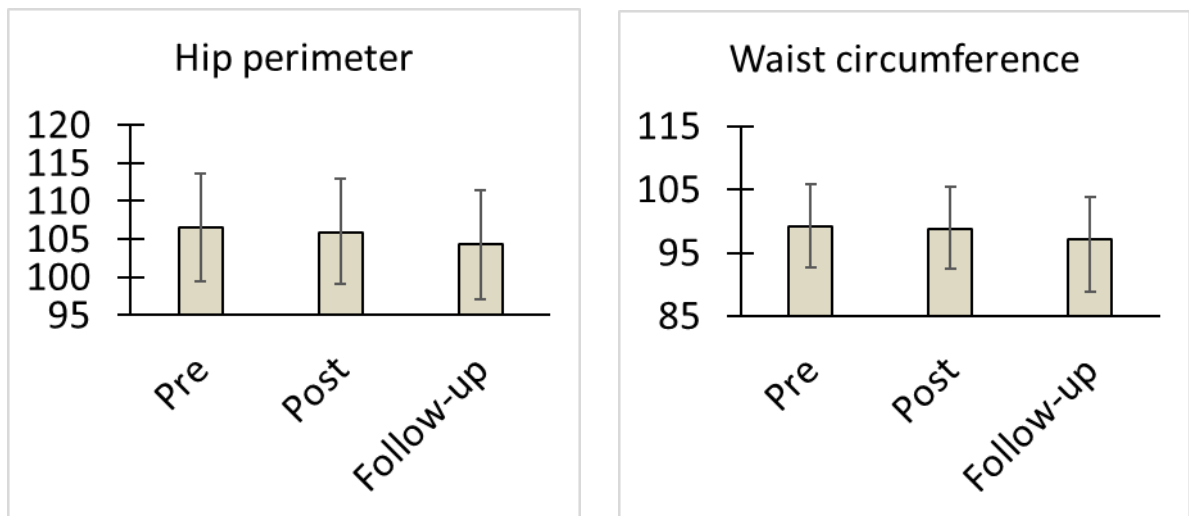 Hip perimeter
120
115
110
105
100
95
Pre
Post
Follow-up
Waist circumference
115
105
95
85
Pre
Post
Follow-up